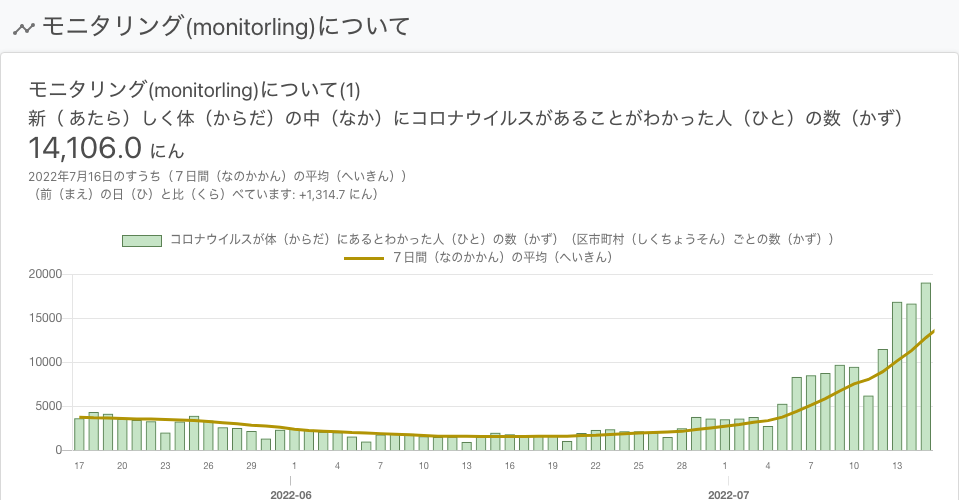 モニタリング(monitorling)について
モニタリング(monitorling)について(1)
新（ あたら）しく体（からだ）の中（なか）にコロナウイルスがあることがわかった人（ひと）の数（かず）
14,106.0 にん
2022年7月16日のすうち（７日間（なのかかん）の平均（へいきん））
（前（まえ）の日（ひ）と比（くら）べています: +1,314.7 にん）
コロナウイルスが体（からだ）にあるとわかった人（ひと）の数（かず）（区市町村（しくちょうそん）ごとの数（かず））
７日間（なのかかん）の平均（へいきん）
20000
15000
10000
5000
0
17 20 23 26 29 1 4 7 10 13 16 19 22 25 28 1 4 7 10 13
2022-06 2022-07